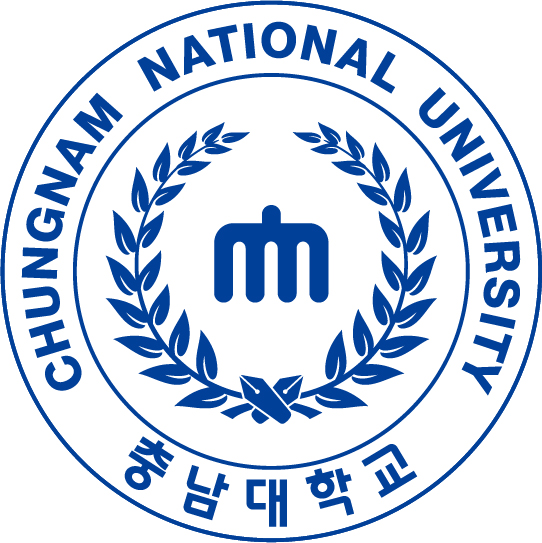 CHUNGNAM NATIONAL UNIVERSITY
충남대학교